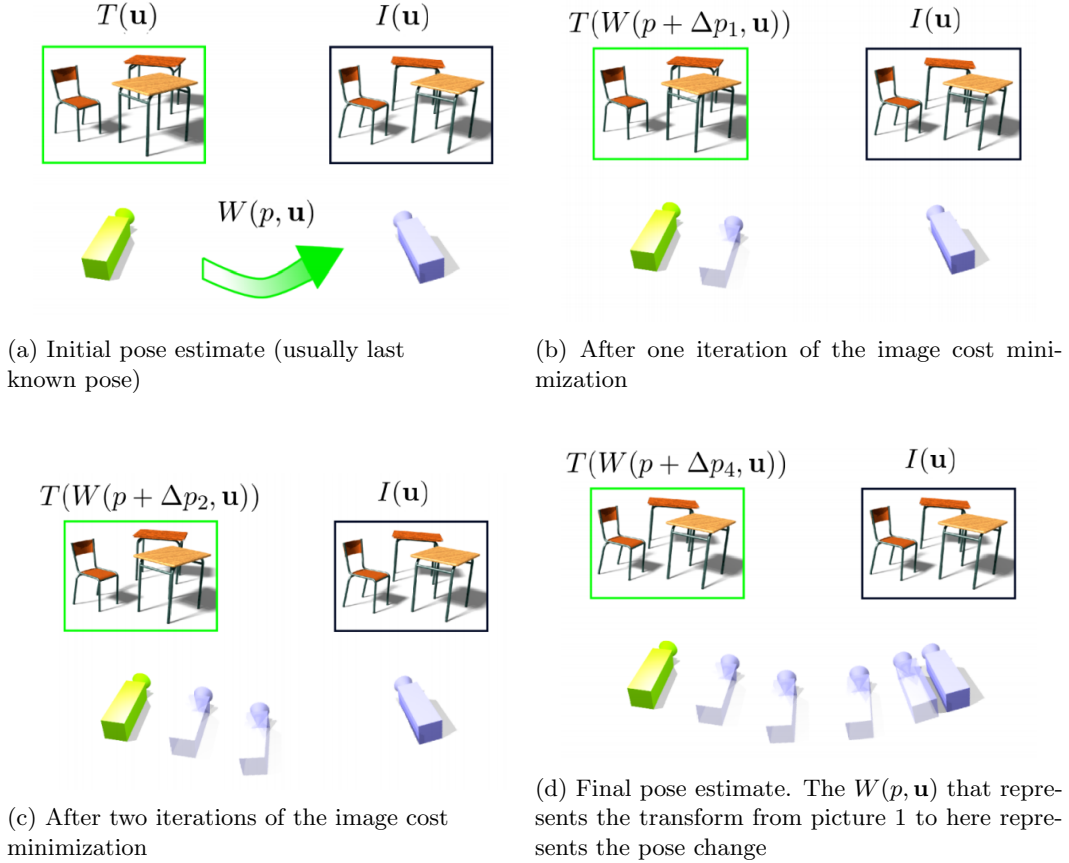 T(u) I(u)
W(p, u)
(a) Initial pose estimate (usually last
known pose)
T(W(p + Δp₁, u)) I(u)
(b) After one iteration of the image cost mini-
mization
T(W(p + Δp₂, u)) I(u)
(c) After two iterations of the image cost
minimization
T(W(p + Δp₄, u)) I(u)
(d) Final pose estimate. The W(p, u) that repre-
sents the transform from picture 1 to here repre-
sents the pose change